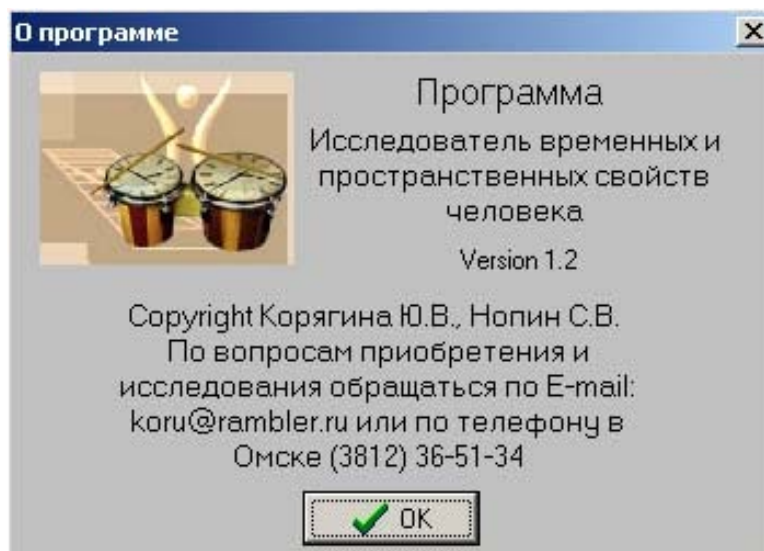 О программе
Программа
Исследователь временных и
пространственных свойств
человека
Version 1.2
Copyright Корягина Ю.В., Нопин С.В.
По вопросам приобретения и
исследования обращаться по E-mail:
koru@rambler.ru или по телефону в
Омске (3812) 36-51-34
OK